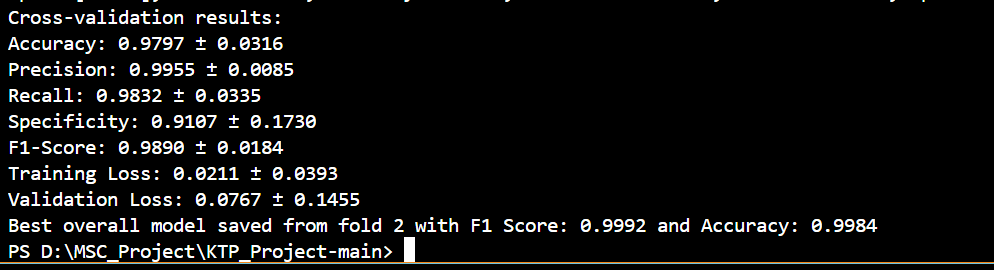 Cross-validation results:
Accuracy: 0.9797 ± 0.0316
Precision: 0.9955 ± 0.0085
Recall: 0.9832 ± 0.0335
Specificity: 0.9107 ± 0.1730
F1-Score: 0.9890 ± 0.0184
Training Loss: 0.0211 ± 0.0393
Validation Loss: 0.0767 ± 0.1455
Best overall model saved from fold 2 with F1 Score: 0.9992 and Accuracy: 0.9984
PS D:\MSC_Project\KTP_Project-main>